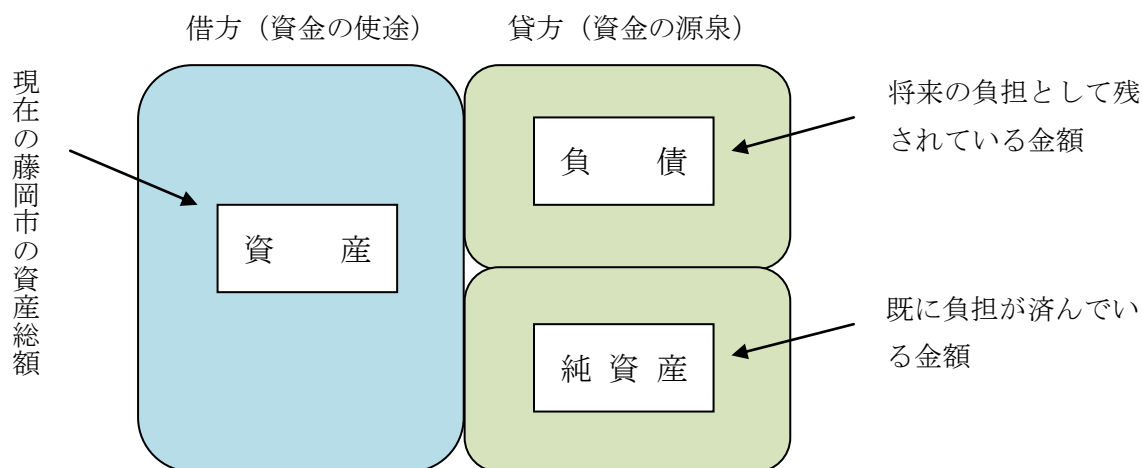 借方（資金の使途）
貸方（資金の源泉）
現在の藤岡市の資産総額
資産
負債
将来の負担として残
されている金額
純資産
既に負担が済んでい
る金額